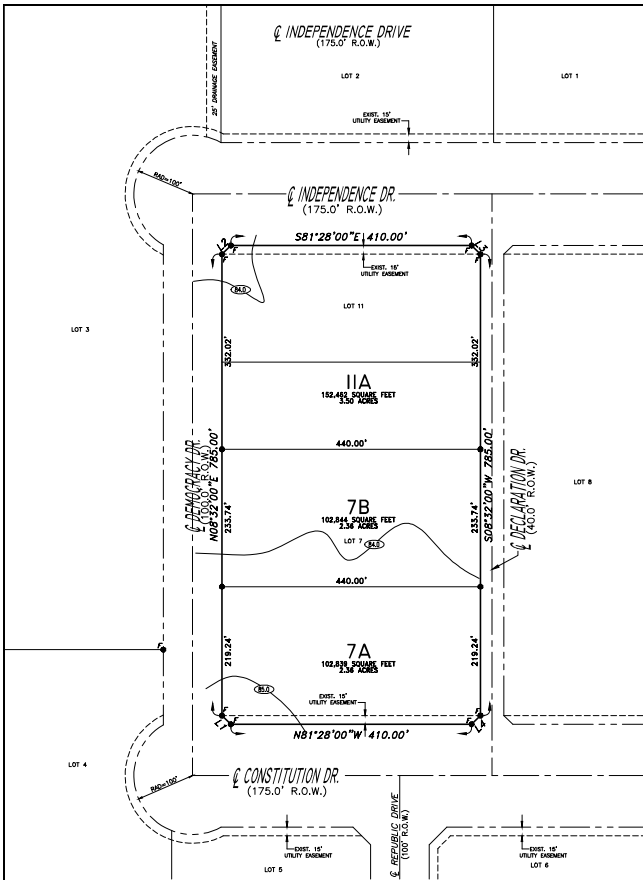 ℄ INDEPENDENCE DRIVE
(175.0' R.O.W.)
25' DRAINAGE EASEMENT
LOT 2
LOT 1
EXIST. 15'
UTILITY EASEMENT
RAD=100'
℄ INDEPENDENCE DR.
(175.0' R.O.W.)
S81°28'00"E 410.00'
L2
L3
F
F
F
F
EXIST. 15'
UTILITY EASEMENT
84.0
LOT 11
LOT 3
332.02'
332.02'
11A
152,462 SQUARE FEET
3.50 ACRES
440.00'
℄ DEMOCRACY DR.
(100.0' R.O.W.)
N08°32'00"E 785.00'
S08°32'00"W 785.00'
℄ DECLARATION DR.
(40.0' R.O.W.)
LOT 8
7B
102,844 SQUARE FEET
2.36 ACRES
LOT 7
84.0
233.74'
233.74'
440.00'
7A
102,839 SQUARE FEET
2.36 ACRES
219.24'
219.24'
F
85.0
EXIST. 15'
UTILITY EASEMENT
F
F
F
F
L1
L4
N81°28'00"W 410.00'
LOT 4
RAD=100'
℄ CONSTITUTION DR.
(175.0' R.O.W.)
℄ REPUBLIC DRIVE
(100' R.O.W.)
EXIST. 15'
UTILITY EASEMENT
LOT 5
EXIST. 15'
UTILITY EASEMENT
LOT 6